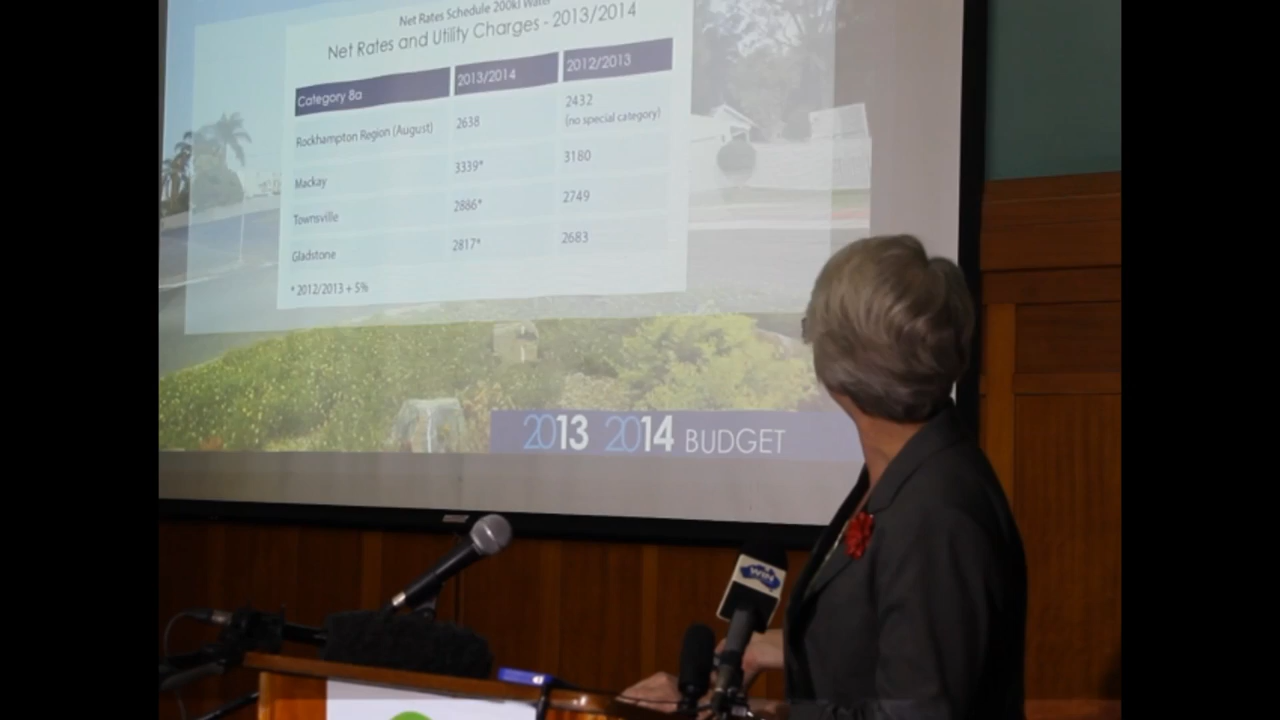 Net Rates Schedule 200kl Water
Net Rates and Utility Charges - 2013/2014
Category 8a 2013/2014 2012/2013
Rockhampton Region (August) 2638 2432
(no special category)
Mackay 3339* 3180
Townsville 2886* 2749
Gladstone 2817* 2683
* 2012/2013 + 5%
2013 2014 BUDGET
WIN